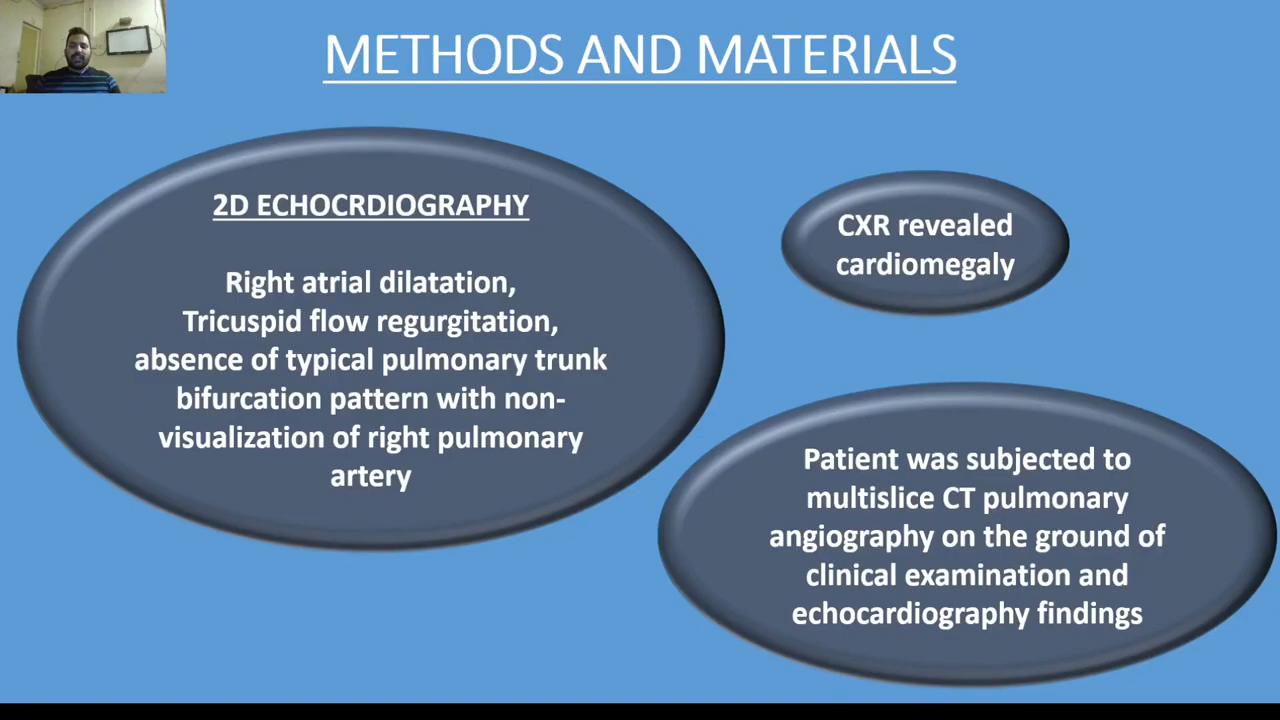 METHODS AND MATERIALS
2D ECHOCRDIOGRAPHY
Right atrial dilatation,
Tricuspid flow regurgitation,
absence of typical pulmonary trunk
bifurcation pattern with non-
visualization of right pulmonary
artery
CXR revealed
cardiomegaly
Patient was subjected to
multislice CT pulmonary
angiography on the ground of
clinical examination and
echocardiography findings